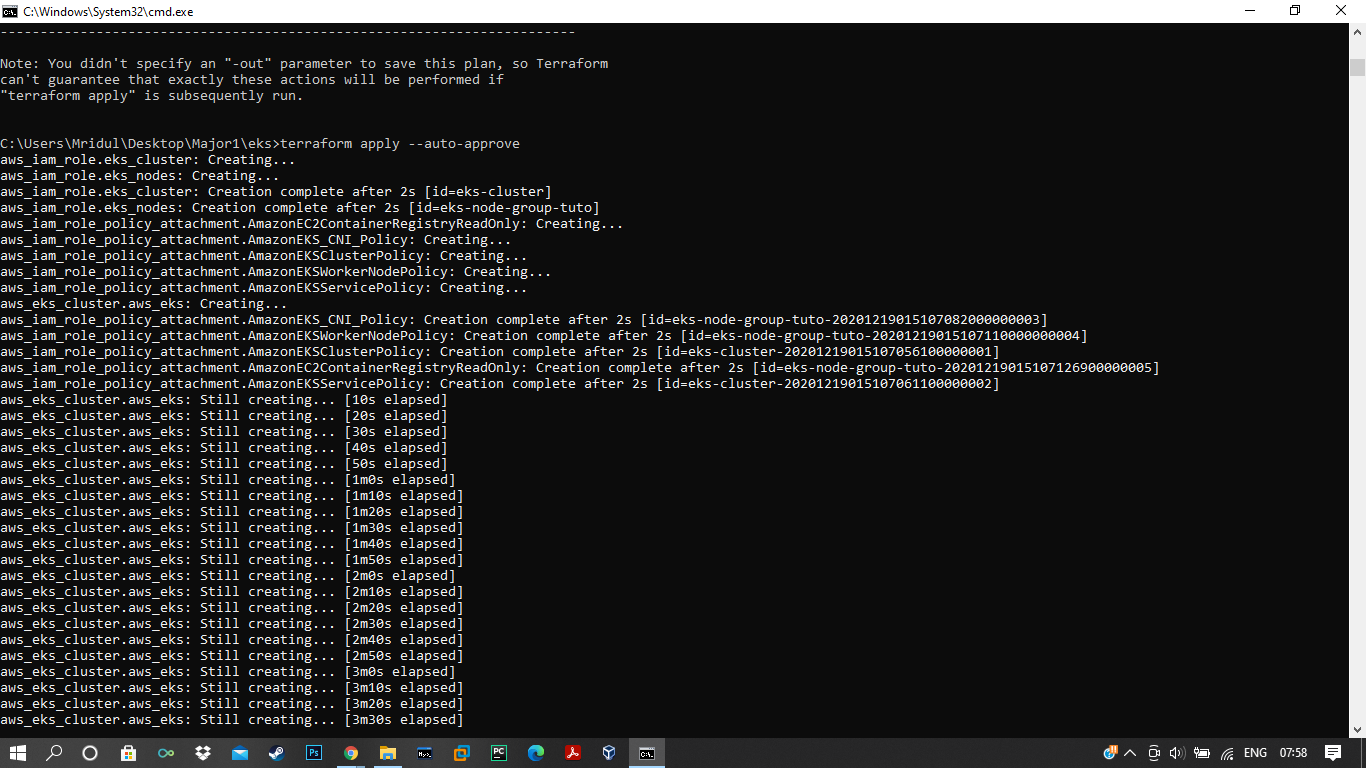 C:\Windows\System32\cmd.exe
------------------------------------------------------------------------
Note: You didn't specify an "-out" parameter to save this plan, so Terraform
can't guarantee that exactly these actions will be performed if
"terraform apply" is subsequently run.
C:\Users\Mridul\Desktop\Major1\eks>terraform apply --auto-approve
aws_iam_role.eks_cluster: Creating...
aws_iam_role.eks_nodes: Creating...
aws_iam_role.eks_cluster: Creation complete after 2s [id=eks-cluster]
aws_iam_role.eks_nodes: Creation complete after 2s [id=eks-node-group-tuto]
aws_iam_role_policy_attachment.AmazonEC2ContainerRegistryReadOnly: Creating...
aws_iam_role_policy_attachment.AmazonEKS_CNI_Policy: Creating...
aws_iam_role_policy_attachment.AmazonEKSClusterPolicy: Creating...
aws_iam_role_policy_attachment.AmazonEKSWorkerNodePolicy: Creating...
aws_iam_role_policy_attachment.AmazonEKSServicePolicy: Creating...
aws_eks_cluster.aws_eks: Creating...
aws_iam_role_policy_attachment.AmazonEKS_CNI_Policy: Creation complete after 2s [id=eks-node-group-tuto-20201219015107082000000003]
aws_iam_role_policy_attachment.AmazonEKSWorkerNodePolicy: Creation complete after 2s [id=eks-node-group-tuto-20201219015107110000000004]
aws_iam_role_policy_attachment.AmazonEKSClusterPolicy: Creation complete after 2s [id=eks-cluster-20201219015107056100000001]
aws_iam_role_policy_attachment.AmazonEC2ContainerRegistryReadOnly: Creation complete after 2s [id=eks-node-group-tuto-20201219015107126900000005]
aws_iam_role_policy_attachment.AmazonEKSServicePolicy: Creation complete after 2s [id=eks-cluster-20201219015107061100000002]
aws_eks_cluster.aws_eks: Still creating... [10s elapsed]
aws_eks_cluster.aws_eks: Still creating... [20s elapsed]
aws_eks_cluster.aws_eks: Still creating... [30s elapsed]
aws_eks_cluster.aws_eks: Still creating... [40s elapsed]
aws_eks_cluster.aws_eks: Still creating... [50s elapsed]
aws_eks_cluster.aws_eks: Still creating... [1m0s elapsed]
aws_eks_cluster.aws_eks: Still creating... [1m10s elapsed]
aws_eks_cluster.aws_eks: Still creating... [1m20s elapsed]
aws_eks_cluster.aws_eks: Still creating... [1m30s elapsed]
aws_eks_cluster.aws_eks: Still creating... [1m40s elapsed]
aws_eks_cluster.aws_eks: Still creating... [1m50s elapsed]
aws_eks_cluster.aws_eks: Still creating... [2m0s elapsed]
aws_eks_cluster.aws_eks: Still creating... [2m10s elapsed]
aws_eks_cluster.aws_eks: Still creating... [2m20s elapsed]
aws_eks_cluster.aws_eks: Still creating... [2m30s elapsed]
aws_eks_cluster.aws_eks: Still creating... [2m40s elapsed]
aws_eks_cluster.aws_eks: Still creating... [2m50s elapsed]
aws_eks_cluster.aws_eks: Still creating... [3m0s elapsed]
aws_eks_cluster.aws_eks: Still creating... [3m10s elapsed]
aws_eks_cluster.aws_eks: Still creating... [3m20s elapsed]
aws_eks_cluster.aws_eks: Still creating... [3m30s elapsed]
Ps
PC
ENG 07:58